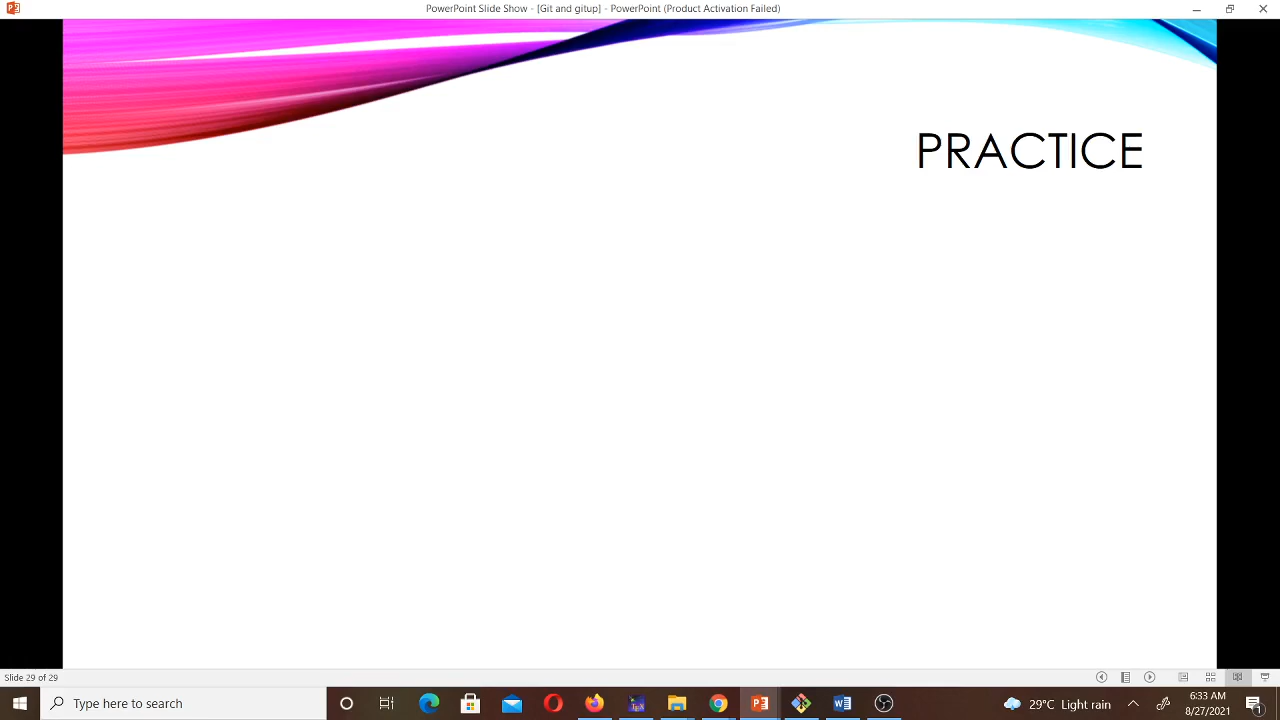 PowerPoint Slide Show - [Git and gitup] - PowerPoint (Product Activation Failed)
PRACTICE
Slide 29 of 29
Type here to search
29°C Light rain
6:33 AM
8/27/2021
1